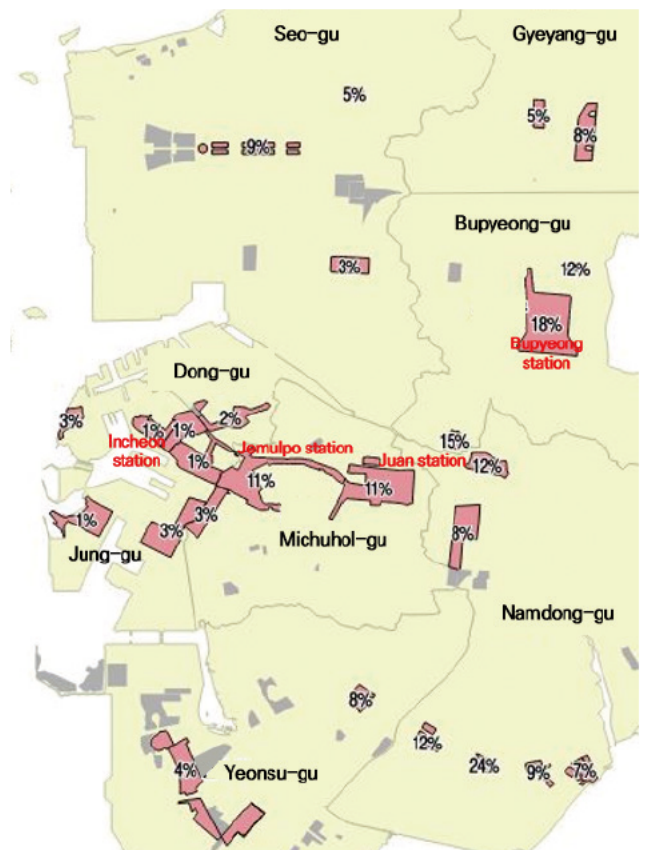 Seo-gu
Gyeyang-gu
5%
5%
8%
9%
Bupyeong-gu
3%
12%
18%
Bupyeong
station
Dong-gu
3%
1%
1%
2%
Incheon
station
Jemulpo station
1%
15%
Juan station
12%
11%
11%
1%
3%
3%
8%
Jung-gu
Michuhol-gu
Namdong-gu
8%
12%
24%
9%
7%
4%
Yeonsu-gu